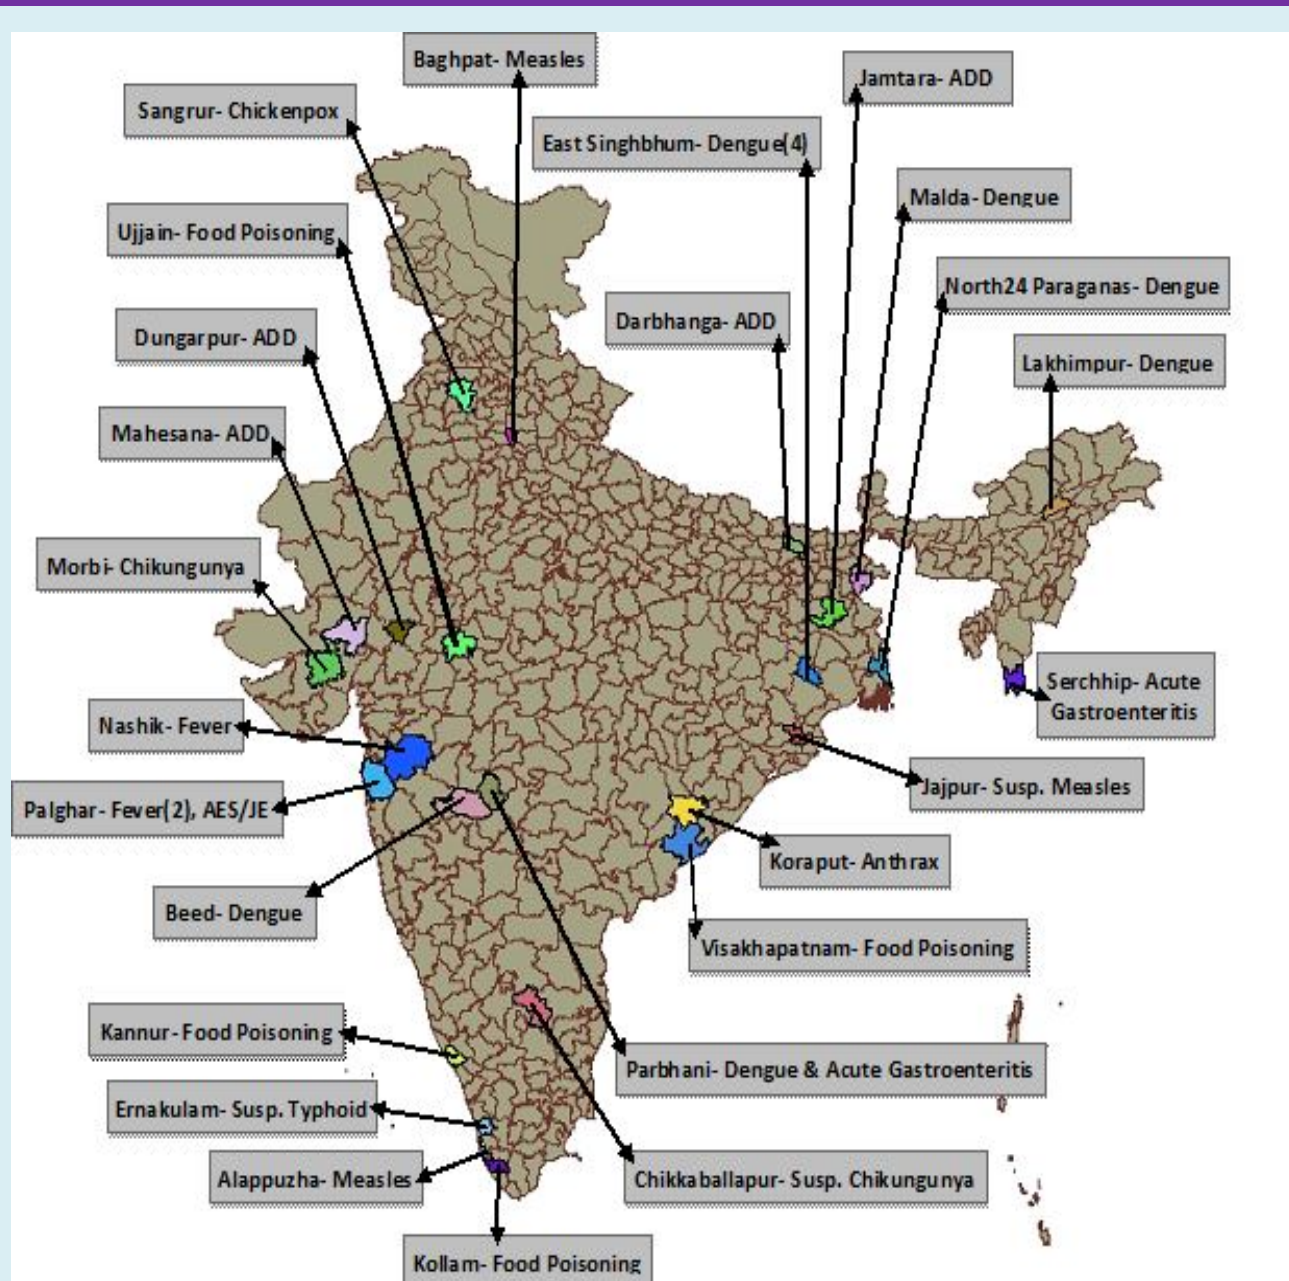 Baghpat- Measles
Jamtara- ADD
Sangrur- Chickenpox
East Singhbhum- Dengue(4)
Malda- Dengue
Ujjain- Food Poisoning
North24 Paraganas- Dengue
Darbhanga- ADD
Dungarpur- ADD
Lakhimpur- Dengue
Mahesana- ADD
Morbi- Chikungunya
Serchhip- Acute
Gastroenteritis
Nashik- Fever
Jajpur- Susp. Measles
Palghar- Fever(2), AES/JE
Koraput- Anthrax
Beed- Dengue
Visakhapatnam- Food Poisoning
Kannur- Food Poisoning
Parbhani- Dengue & Acute Gastroenteritis
Ernakulam- Susp. Typhoid
Alappuzha- Measles
Chikkaballapur- Susp. Chikungunya
Kollam- Food Poisoning